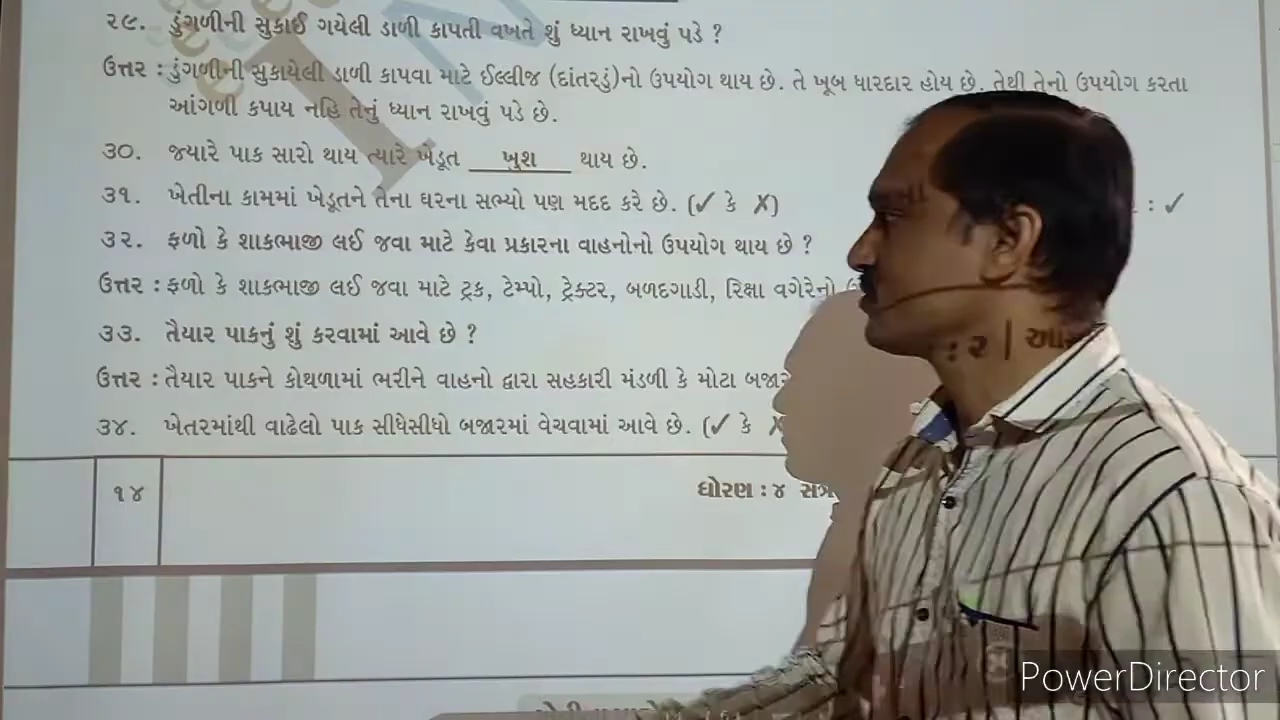 ૨૯. ડુંગળીની સુકાઈ ગયેલી ડાળી કાપતી વખતે શું ધ્યાન રાખવું પડે ?
ઉત્તર : ડુંગળીની સુકાયેલી ડાળી કાપવા માટે ઈલ્લીજ (દાંતરડું)નો ઉપયોગ થાય છે. તે ખૂબ ધારદાર હોય છે. તેથી તેનો ઉપયોગ કરતા
આંગળી કપાય નહિ તેનું ધ્યાન રાખવું પડે છે.
૩૦. જ્યારે પાક સારો થાય ત્યારે ખેડૂત ખુશ થાય છે.
૩૧. ખેતીના કામમાં ખેડૂતને તેના ઘરના સભ્યો પણ મદદ કરે છે. (✓ કે ✗) : ✓
૩૨. ફળો કે શાકભાજી લઈ જવા માટે કેવા પ્રકારના વાહનોનો ઉપયોગ થાય છે ?
ઉત્તર : ફળો કે શાકભાજી લઈ જવા માટે ટ્રક, ટેમ્પો, ટ્રેક્ટર, બળદગાડી, રિક્ષા વગેરેનો
૩૩. તૈયાર પાકનું શું કરવામાં આવે છે ?
ઉત્તર : તૈયાર પાકને કોથળામાં ભરીને વાહનો દ્વારા સહકારી મંડળી કે મોટા
૩૪. ખેતરમાંથી વાઢેલો પાક સીધેસીધો બજારમાં વેચવામાં આવે છે. (✓ કે
૧૪ ધોરણ : ૪ સત્ર : ૨ |
PowerDirector